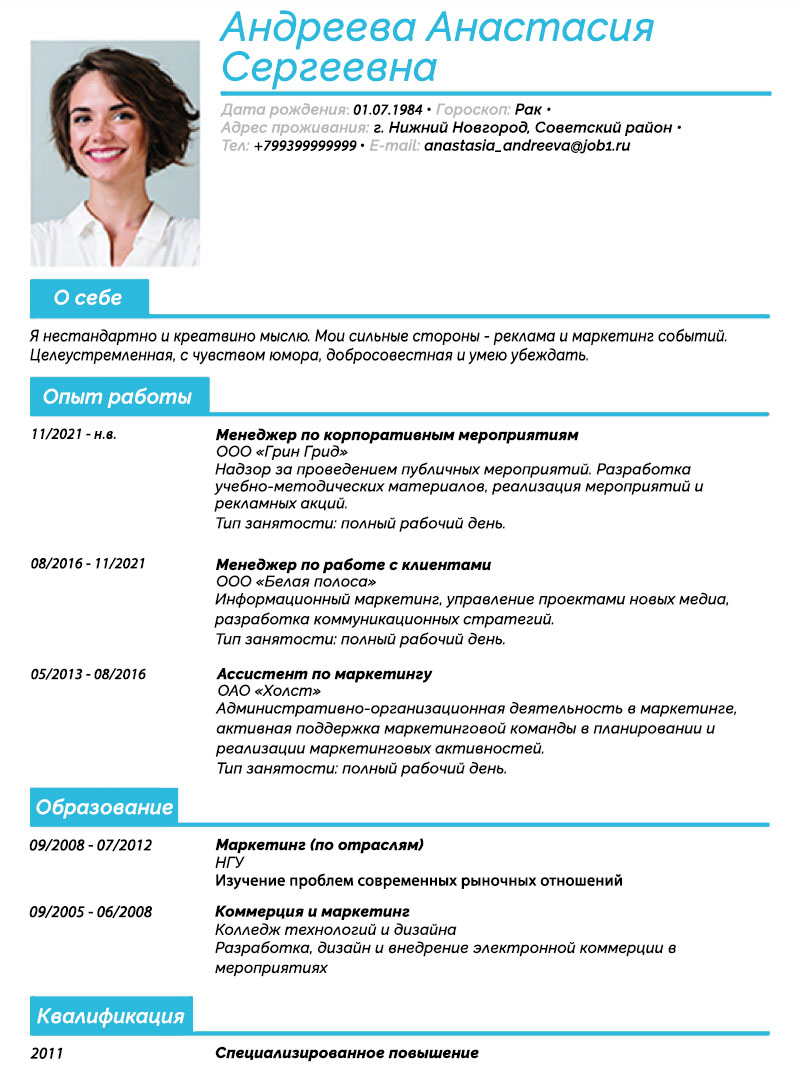 Андреева Анастасия
Сергеевна
Дата рождения: 01.07.1984 • Гороскоп: Рак •
Адрес проживания: г. Нижний Новгород, Советский район •
Тел: +799399999999 • E-mail: anastasia_andreeva@job1.ru
О себе
Я нестандартно и креатвино мыслю. Мои сильные стороны - реклама и маркетинг событий.
Целеустремленная, с чувством юмора, добросовестная и умею убеждать.
Опыт работы
11/2021 - н.в.
Менеджер по корпоративным мероприятиям
ООО «Грин Грид»
Надзор за проведением публичных мероприятий. Разработка
учебно-методических материалов, реализация мероприятий и
рекламных акций.
Тип занятости: полный рабочий день.
08/2016 - 11/2021
Менеджер по работе с клиентами
ООО «Белая полоса»
Информационный маркетинг, управление проектами новых медиа,
разработка коммуникационных стратегий.
Тип занятости: полный рабочий день.
05/2013 - 08/2016
Ассистент по маркетингу
ОАО «Холст»
Административно-организационная деятельность в маркетинге,
активная поддержка маркетинговой команды в планировании и
реализации маркетинговых активностей.
Тип занятости: полный рабочий день.
Образование
09/2008 - 07/2012
Маркетинг (по отраслям)
НГУ
Изучение проблем современных рыночных отношений
09/2005 - 06/2008
Коммерция и маркетинг
Колледж технологий и дизайна
Разработка, дизайн и внедрение электронной коммерции в
мероприятиях
Квалификация
2011
Специализированное повышение